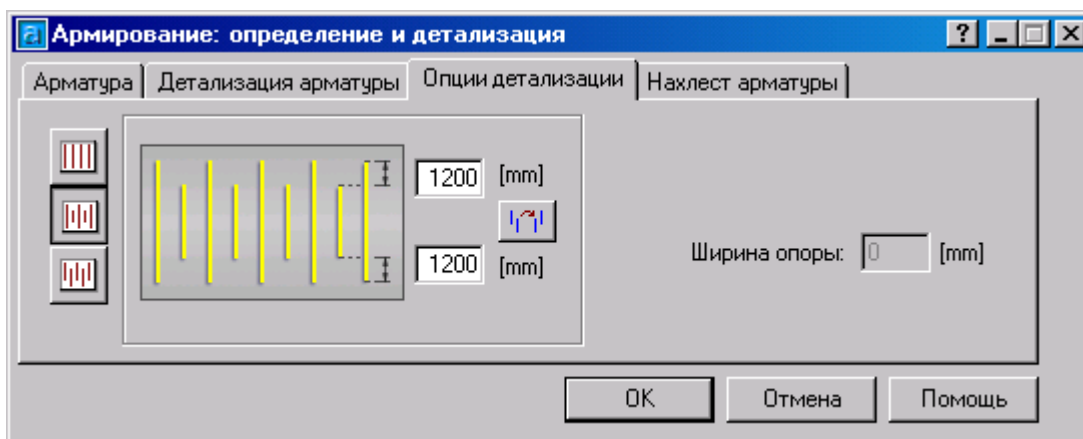 Армирование: определение и детализация
Арматура Детализация арматуры Опции детализации Нахлест арматуры
1200 [mm]
1200 [mm]
Ширина опоры: 0 [mm]
OK Отмена Помощь